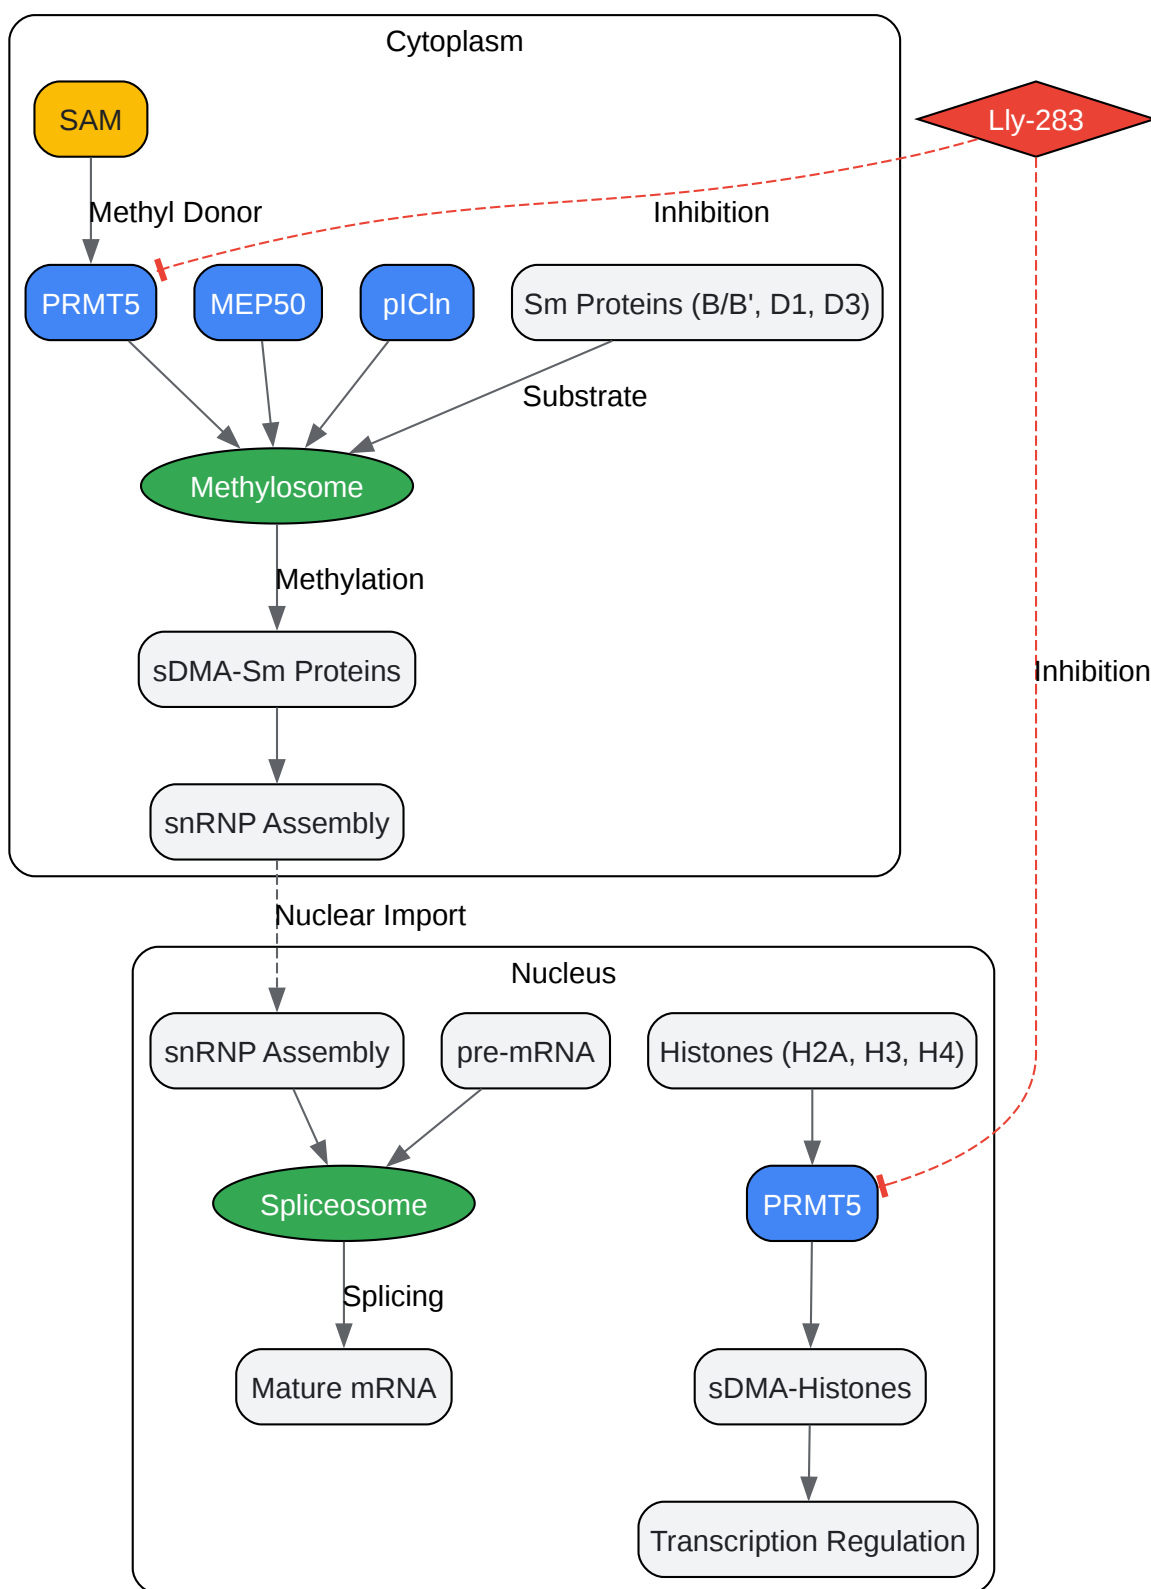 Cytoplasm
SAM
Lly-283
Methyl Donor
Inhibition
PRMT5
MEP50
pICln
Sm Proteins (B/B', D1, D3)
Substrate
Methylosome
Methylation
sDMA-Sm Proteins
Inhibition
snRNP Assembly
Nuclear Import
Nucleus
snRNP Assembly
pre-mRNA
Histones (H2A, H3, H4)
Spliceosome
PRMT5
Splicing
Mature mRNA
sDMA-Histones
Transcription Regulation